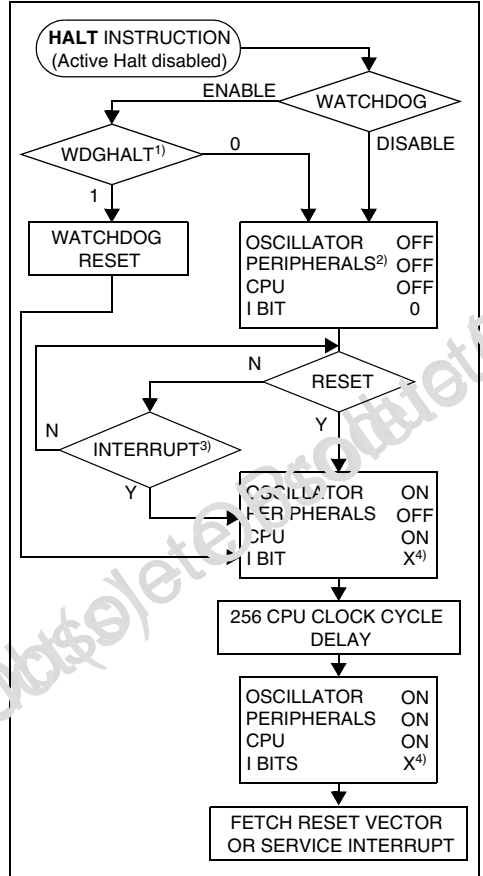 HALT INSTRUCTION
(Active Halt disabled)
WATCHDOG
ENABLE
DISABLE
WDGHALT1)
0
1
WATCHDOG
RESET
OSCILLATOR OFF
PERIPHERALS2) OFF
CPU OFF
I BIT 0
RESET
N
Y
INTERRUPT3)
N
Y
OSCILLATOR ON
PERIPHERALS OFF
CPU ON
I BIT X4)
256 CPU CLOCK CYCLE
DELAY
OSCILLATOR ON
PERIPHERALS ON
CPU ON
I BITS X4)
FETCH RESET VECTOR
OR SERVICE INTERRUPT